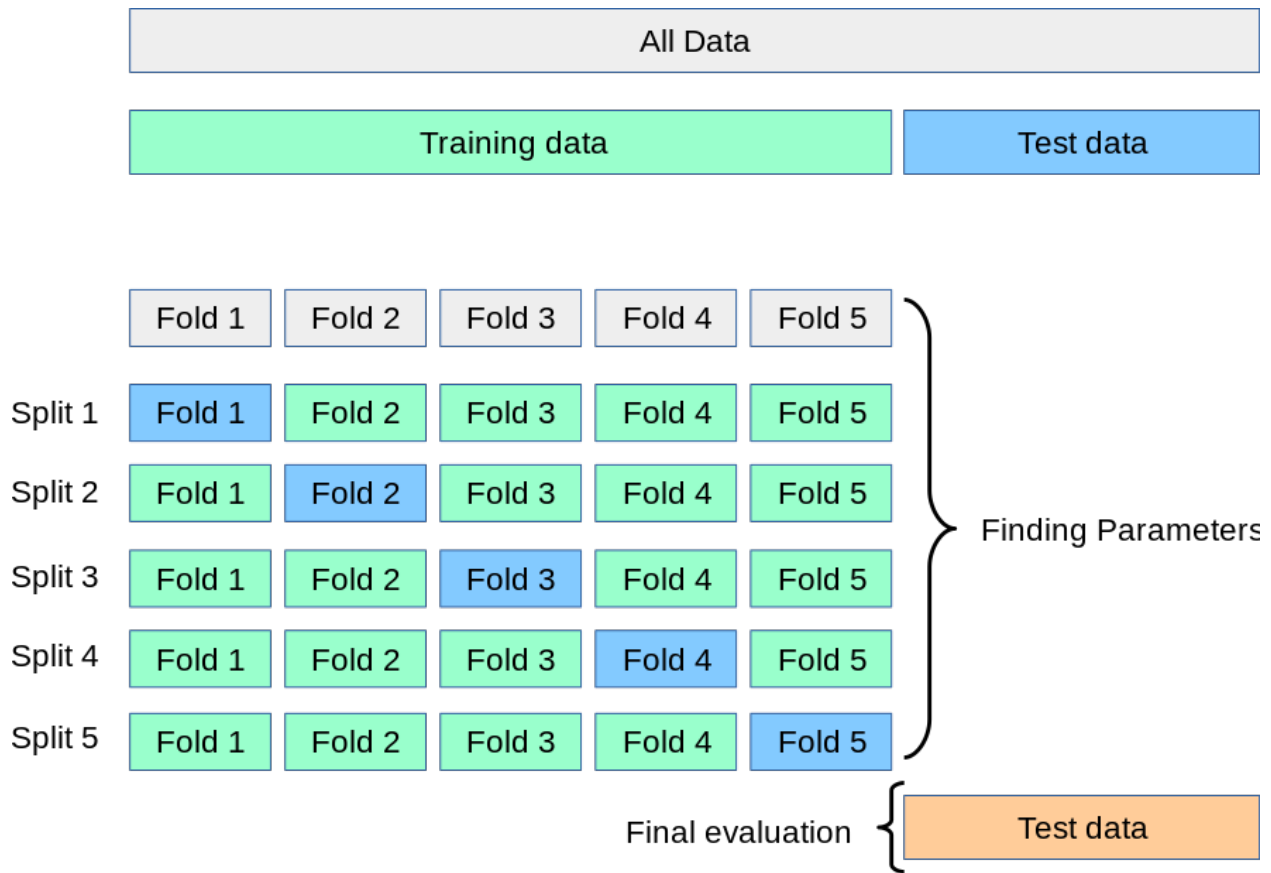 All Data
Training data Test data
Fold 1 Fold 2 Fold 3 Fold 4 Fold 5
Split 1 Fold 1 Fold 2 Fold 3 Fold 4 Fold 5
Split 2 Fold 1 Fold 2 Fold 3 Fold 4 Fold 5
Finding Parameters
Split 3 Fold 1 Fold 2 Fold 3 Fold 4 Fold 5
Split 4 Fold 1 Fold 2 Fold 3 Fold 4 Fold 5
Split 5 Fold 1 Fold 2 Fold 3 Fold 4 Fold 5
Final evaluation Test data